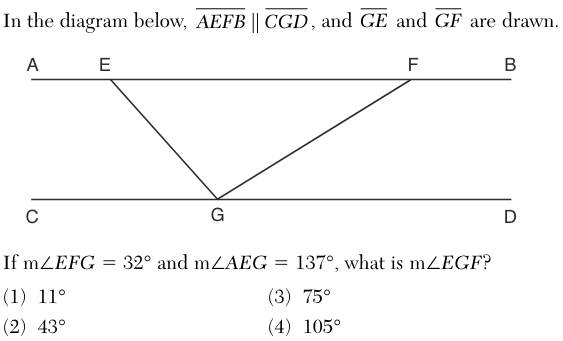 In the diagram below, AEFB || CGD, and GE and GF are drawn.
A E F B
C G D
If m∠EFG = 32° and m∠AEG = 137°, what is m∠EGF?
(1) 11° (3) 75°
(2) 43° (4) 105°